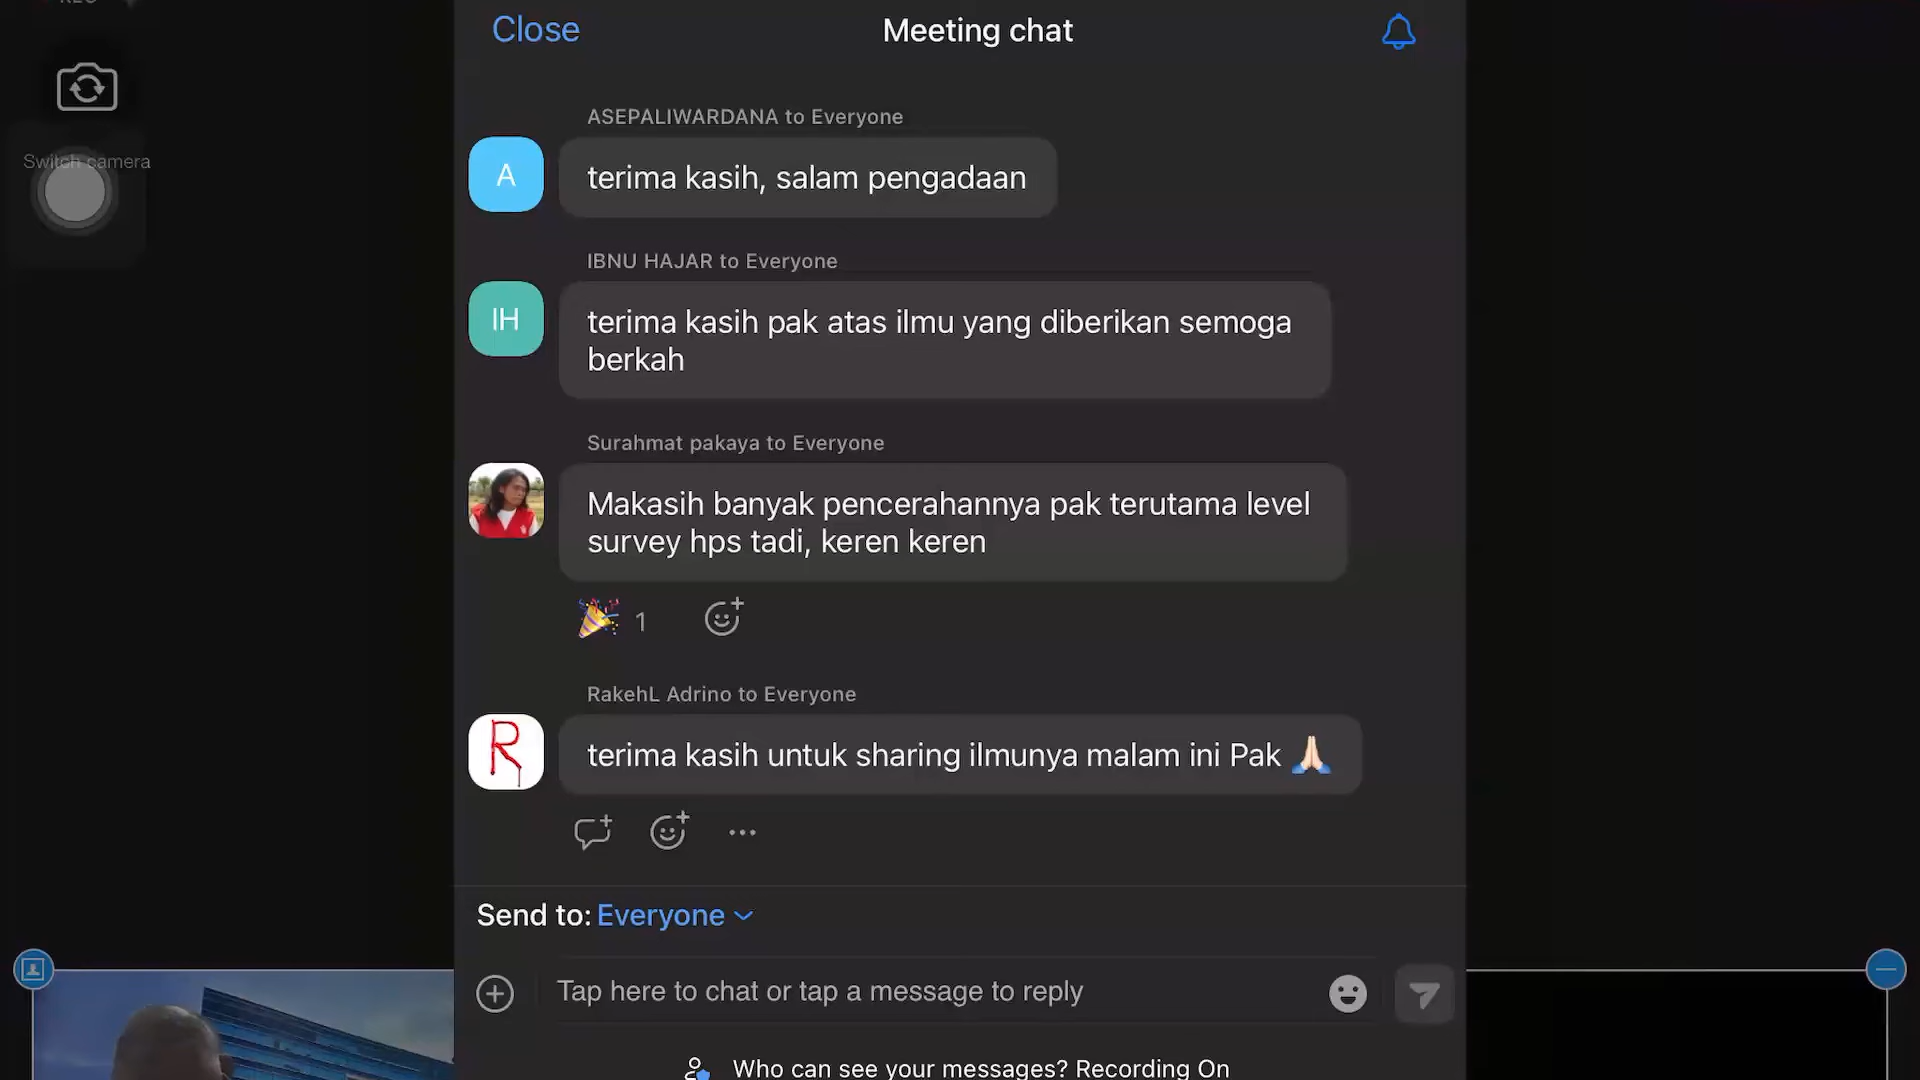 REC
Close
Meeting chat
Switch camera
ASEPALIWARDANA to Everyone
A
terima kasih, salam pengadaan
IBNU HAJAR to Everyone
IH
terima kasih pak atas ilmu yang diberikan semoga
berkah
Surahmat pakaya to Everyone
Makasih banyak pencerahannya pak terutama level
survey hps tadi, keren keren
🎉 1
RakehL Adrino to Everyone
R
terima kasih untuk sharing ilmunya malam ini Pak 🙏🏻
Send to: Everyone
Tap here to chat or tap a message to reply
Who can see your messages? Recording On